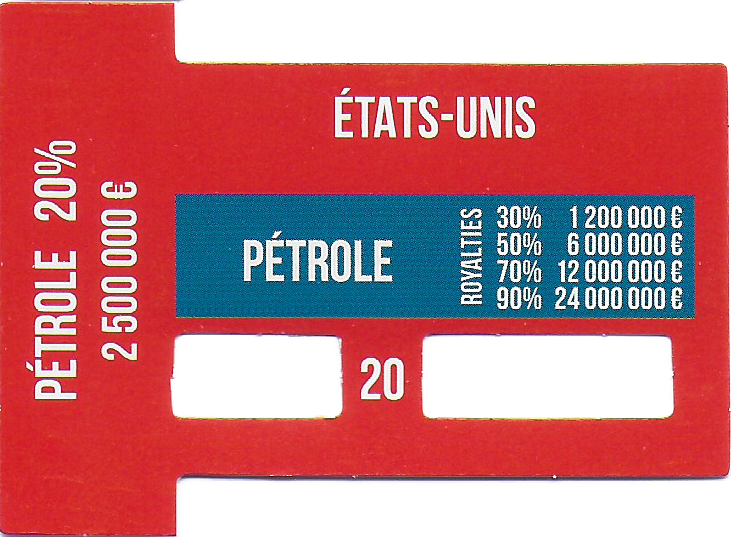 PÉTROLE 20%
2 500 000 €
ÉTATS-UNIS
PÉTROLE
ROYALTIES
30% 1 200 000 €
50% 6 000 000 €
70% 12 000 000 €
90% 24 000 000 €
20